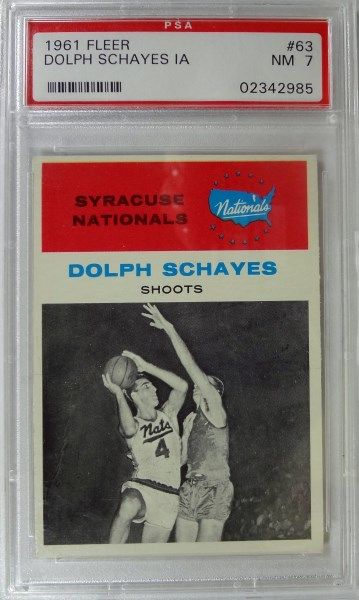 PSA
1961 FLEER #63
DOLPH SCHAYES IA NM 7
02342985
SYRACUSE
NATIONALS
Nationals
DOLPH SCHAYES
SHOOTS
Nats
4